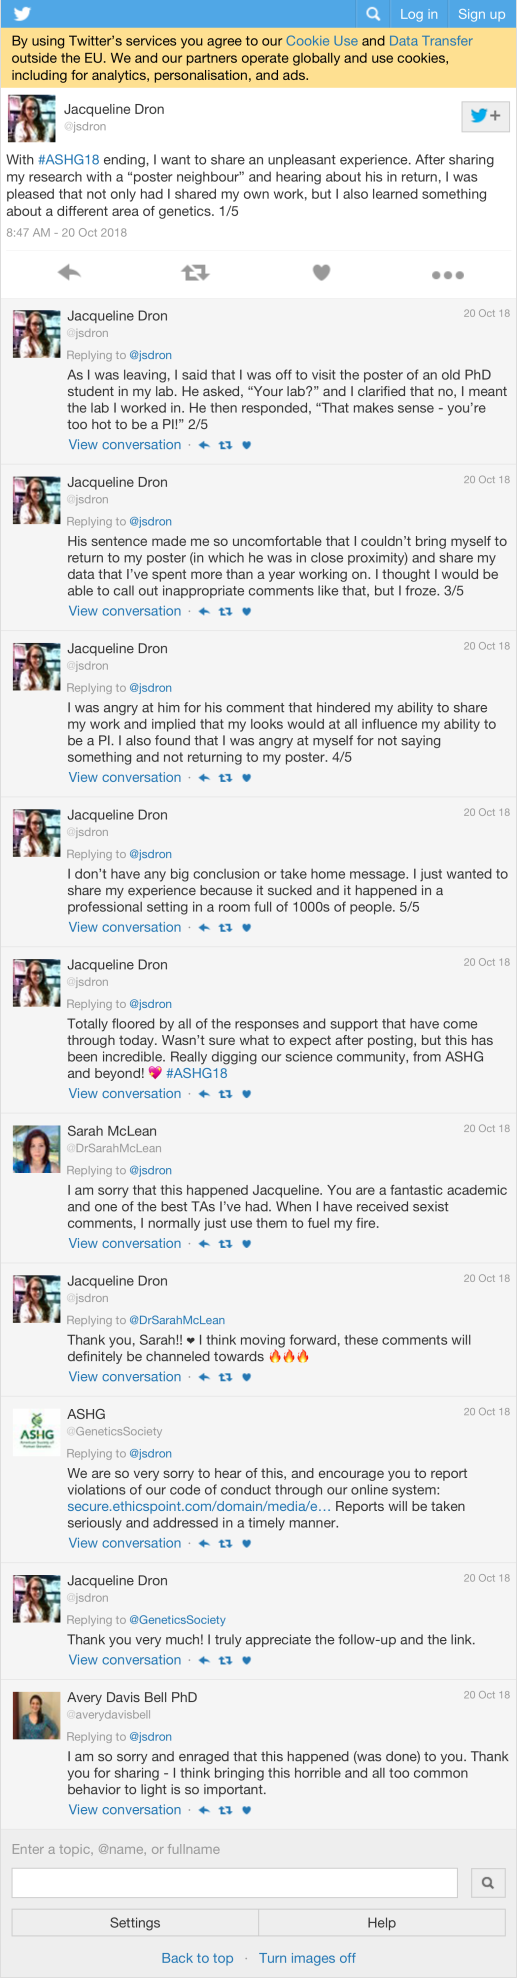 Log in Sign up
By using Twitter's services you agree to our Cookie Use and Data Transfer
outside the EU. We and our partners operate globally and use cookies,
including for analytics, personalisation, and ads.
Jacqueline Dron
@jsdron
With #ASHG18 ending, I want to share an unpleasant experience. After sharing
my research with a “poster neighbour” and hearing about his in return, I was
pleased that not only had I shared my own work, but I also learned something
about a different area of genetics. 1/5
8:47 AM - 20 Oct 2018
Jacqueline Dron 20 Oct 18
@jsdron
Replying to @jsdron
As I was leaving, I said that I was off to visit the poster of an old PhD
student in my lab. He asked, “Your lab?” and I clarified that no, I meant
the lab I worked in. He then responded, “That makes sense - you’re
too hot to be a PI!” 2/5
View conversation ·
Jacqueline Dron 20 Oct 18
@jsdron
Replying to @jsdron
His sentence made me so uncomfortable that I couldn’t bring myself to
return to my poster (in which he was in close proximity) and share my
data that I’ve spent more than a year working on. I thought I would be
able to call out inappropriate comments like that, but I froze. 3/5
View conversation ·
Jacqueline Dron 20 Oct 18
@jsdron
Replying to @jsdron
I was angry at him for his comment that hindered my ability to share
my work and implied that my looks would at all influence my ability to
be a PI. I also found that I was angry at myself for not saying
something and not returning to my poster. 4/5
View conversation ·
Jacqueline Dron 20 Oct 18
@jsdron
Replying to @jsdron
I don’t have any big conclusion or take home message. I just wanted to
share my experience because it sucked and it happened in a
professional setting in a room full of 1000s of people. 5/5
View conversation ·
Jacqueline Dron 20 Oct 18
@jsdron
Replying to @jsdron
Totally floored by all of the responses and support that have come
through today. Wasn’t sure what to expect after posting, but this has
been incredible. Really digging our science community, from ASHG
and beyond! 💖 #ASHG18
View conversation ·
Sarah McLean 20 Oct 18
@DrSarahMcLean
Replying to @jsdron
I am sorry that this happened Jacqueline. You are a fantastic academic
and one of the best TAs I’ve had. When I have received sexist
comments, I normally just use them to fuel my fire.
View conversation ·
Jacqueline Dron 20 Oct 18
@jsdron
Replying to @DrSarahMcLean
Thank you, Sarah!! ❤ I think moving forward, these comments will
definitely be channeled towards 🔥🔥🔥
View conversation ·
ASHG 20 Oct 18
@GeneticsSociety
Replying to @jsdron
We are so very sorry to hear of this, and encourage you to report
violations of our code of conduct through our online system:
secure.ethicspoint.com/domain/media/e… Reports will be taken
seriously and addressed in a timely manner.
View conversation ·
Jacqueline Dron 20 Oct 18
@jsdron
Replying to @GeneticsSociety
Thank you very much! I truly appreciate the follow-up and the link.
View conversation ·
Avery Davis Bell PhD 20 Oct 18
@averydavisbell
Replying to @jsdron
I am so sorry and enraged that this happened (was done) to you. Thank
you for sharing - I think bringing this horrible and all too common
behavior to light is so important.
View conversation ·
Enter a topic, @name, or fullname
Settings Help
Back to top · Turn images off